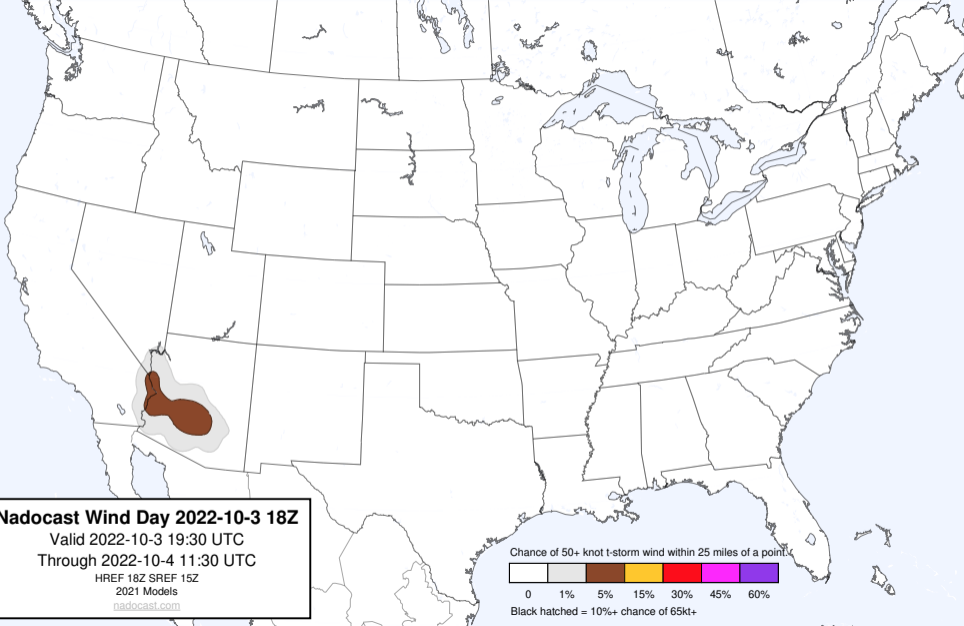 Nadocast Wind Day 2022-10-3 18Z
Valid 2022-10-3 19:30 UTC
Through 2022-10-4 11:30 UTC
HREF 18Z SREF 15Z
2021 Models
nadocast.com
Chance of 50+ knot t-storm wind within 25 miles of a point.
0 1% 5% 15% 30% 45% 60%
Black hatched = 10%+ chance of 65kt+